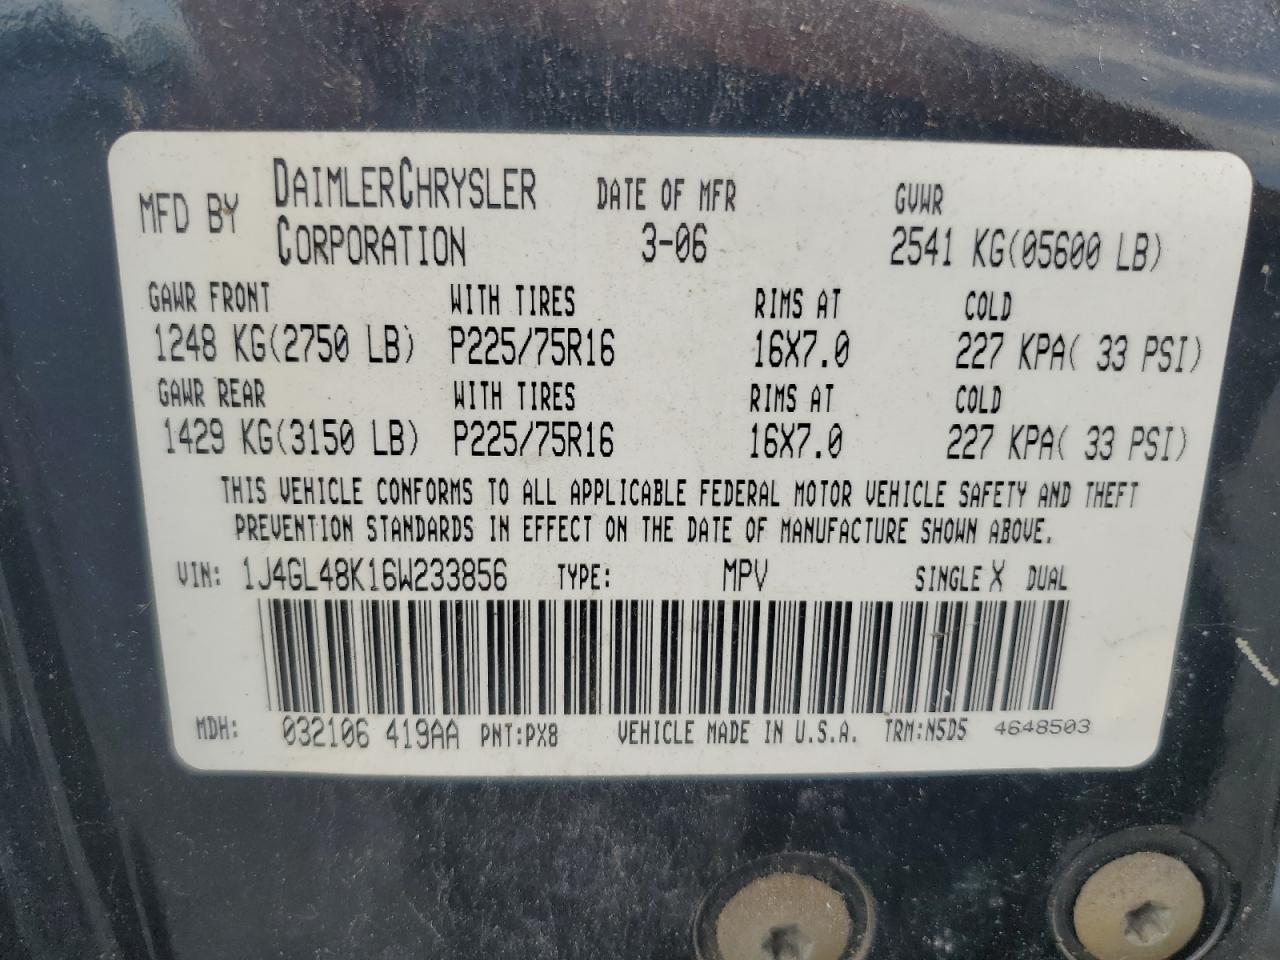 MFD BY DAIMLERCHRYSLER CORPORATION DATE OF MFR 3-06 GVWR 2541 KG(05600 LB)
GAWR FRONT WITH TIRES RIMS AT COLD
1248 KG(2750 LB) P225/75R16 16X7.0 227 KPA( 33 PSI)
GAWR REAR WITH TIRES RIMS AT COLD
1429 KG(3150 LB) P225/75R16 16X7.0 227 KPA( 33 PSI)
THIS VEHICLE CONFORMS TO ALL APPLICABLE FEDERAL MOTOR VEHICLE SAFETY AND THEFT
PREVENTION STANDARDS IN EFFECT ON THE DATE OF MANUFACTURE SHOWN ABOVE.
VIN: 1J4GL48K16W233856 TYPE: MPV SINGLE X DUAL
MDH: 032106 419AA PNT:PX8 VEHICLE MADE IN U.S.A. TRM:N5D5 4648503